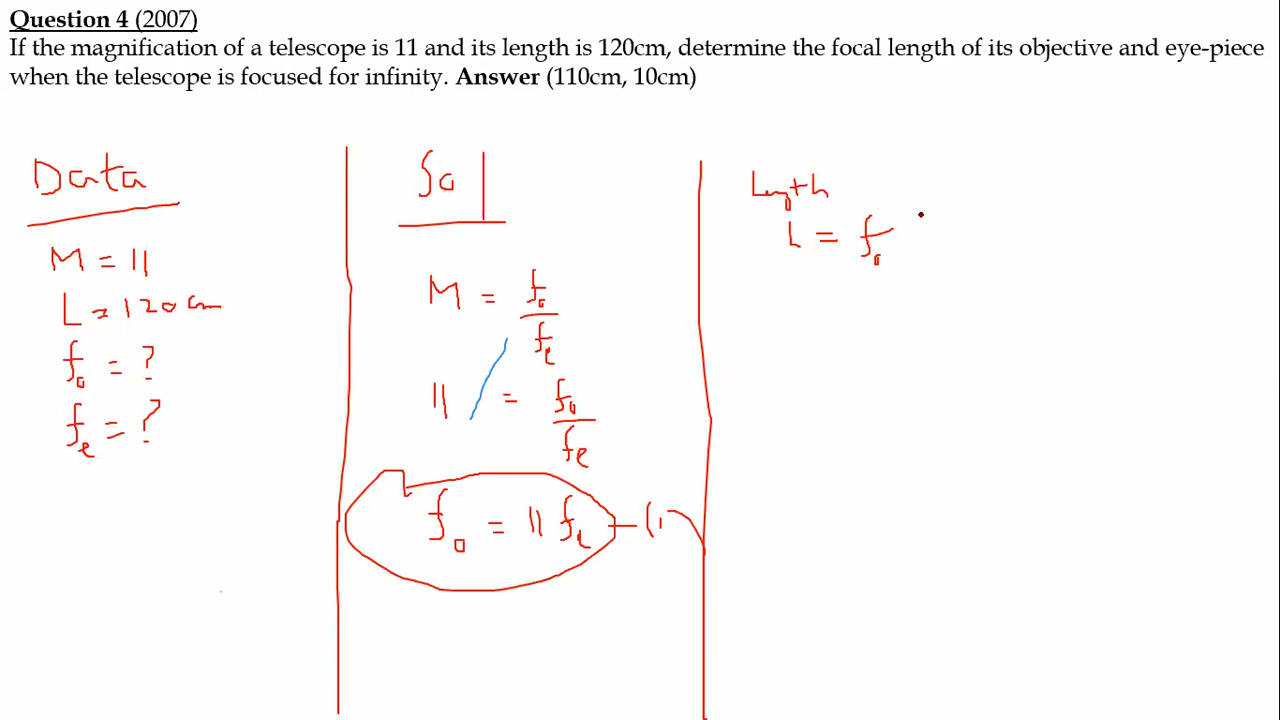 Question 4 (2007)
If the magnification of a telescope is 11 and its length is 120cm, determine the focal length of its objective and eye-piece
when the telescope is focused for infinity. Answer (110cm, 10cm)
Data
M = 11
L = 120 cm
fo = ?
fe = ?
Sol
M = fo / fe
11 = fo / fe
fo = 11 fe — (1)
Length
L = fo